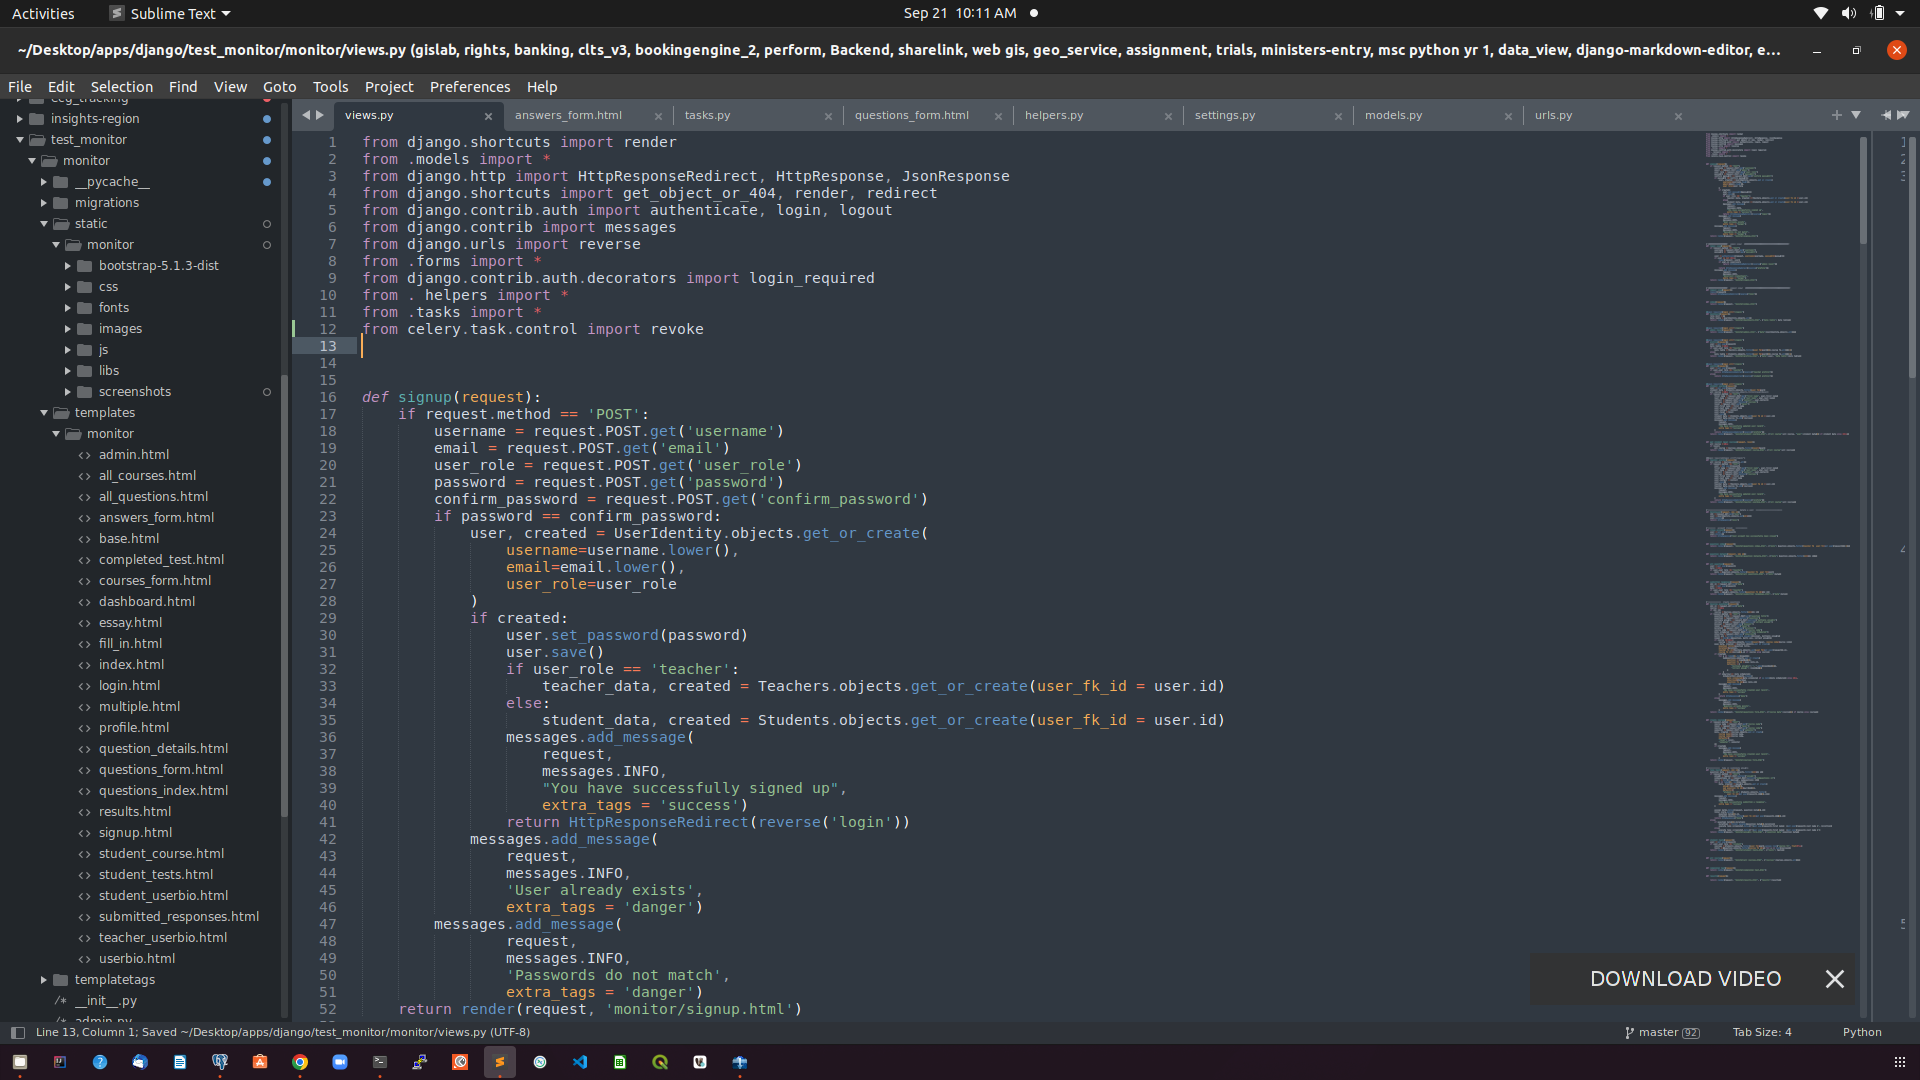 Activities
Sublime Text
Sep 21 10:11 AM
~/Desktop/apps/django/test_monitor/monitor/views.py (gislab, rights, banking, clts_v3, bookingengine_2, perform, Backend, sharelink, web gis, geo_service, assignment, trials, ministers-entry, msc python yr 1, data_view, django-markdown-editor, e...
File Edit Selection Find View Goto Tools Project Preferences Help
insights-region
test_monitor
monitor
__pycache__
migrations
static
monitor
bootstrap-5.1.3-dist
css
fonts
images
js
libs
screenshots
templates
monitor
admin.html
all_courses.html
all_questions.html
answers_form.html
base.html
completed_test.html
courses_form.html
dashboard.html
essay.html
fill_in.html
index.html
login.html
multiple.html
profile.html
question_details.html
questions_form.html
questions_index.html
results.html
signup.html
student_course.html
student_tests.html
student_userbio.html
submitted_responses.html
teacher_userbio.html
userbio.html
templatetags
/* __init__.py
views.py answers_form.html tasks.py questions_form.html helpers.py settings.py models.py urls.py
1 from django.shortcuts import render
2 from .models import *
3 from django.http import HttpResponseRedirect, HttpResponse, JsonResponse
4 from django.shortcuts import get_object_or_404, render, redirect
5 from django.contrib.auth import authenticate, login, logout
6 from django.contrib import messages
7 from django.urls import reverse
8 from .forms import *
9 from django.contrib.auth.decorators import login_required
10 from . helpers import *
11 from .tasks import *
12 from celery.task.control import revoke
13
14
15
16 def signup(request):
17 if request.method == 'POST':
18 username = request.POST.get('username')
19 email = request.POST.get('email')
20 user_role = request.POST.get('user_role')
21 password = request.POST.get('password')
22 confirm_password = request.POST.get('confirm_password')
23 if password == confirm_password:
24 user, created = UserIdentity.objects.get_or_create(
25 username=username.lower(),
26 email=email.lower(),
27 user_role=user_role
28 )
29 if created:
30 user.set_password(password)
31 user.save()
32 if user_role == 'teacher':
33 teacher_data, created = Teachers.objects.get_or_create(user_fk_id = user.id)
34 else:
35 student_data, created = Students.objects.get_or_create(user_fk_id = user.id)
36 messages.add_message(
37 request,
38 messages.INFO,
39 "You have successfully signed up",
40 extra_tags = 'success')
41 return HttpResponseRedirect(reverse('login'))
42 messages.add_message(
43 request,
44 messages.INFO,
45 'User already exists',
46 extra_tags = 'danger')
47 messages.add_message(
48 request,
49 messages.INFO,
50 'Passwords do not match',
51 extra_tags = 'danger')
52 return render(request, 'monitor/signup.html')
DOWNLOAD VIDEO
Line 13, Column 1; Saved ~/Desktop/apps/django/test_monitor/monitor/views.py (UTF-8)
master 92
Tab Size: 4
Python